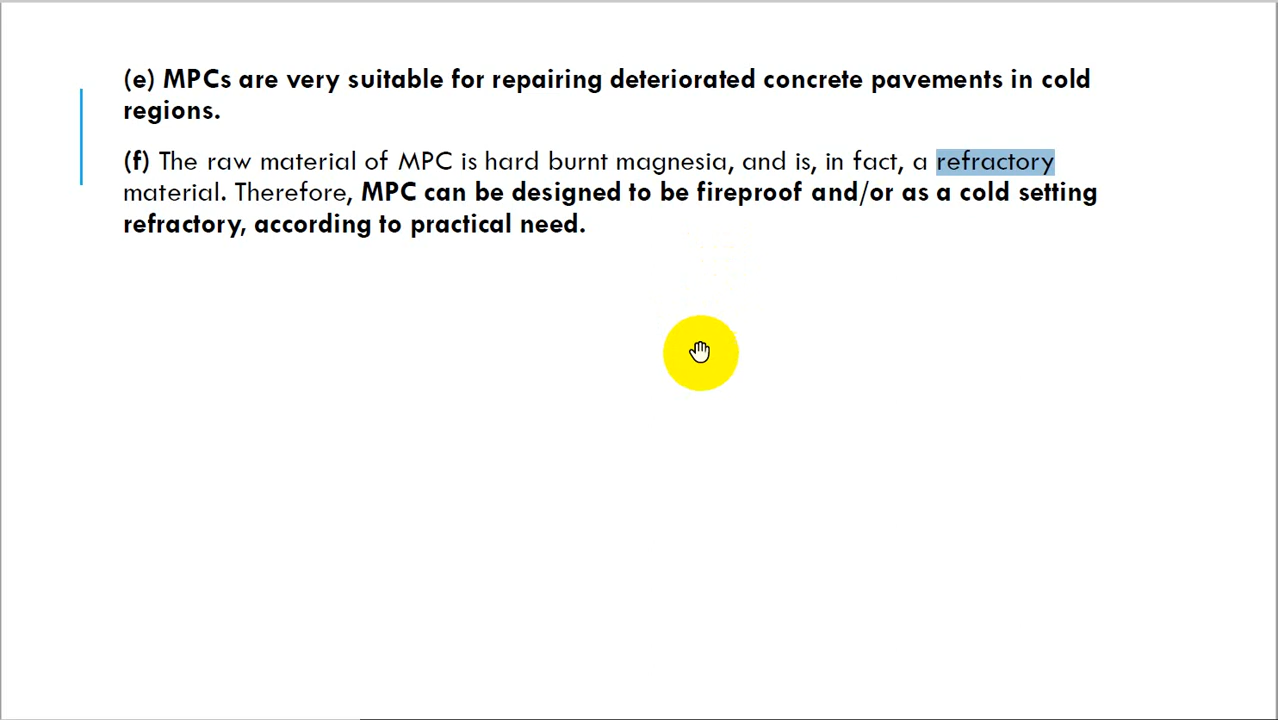 (e) MPCs are very suitable for repairing deteriorated concrete pavements in cold
regions.
(f) The raw material of MPC is hard burnt magnesia, and is, in fact, a refractory
material. Therefore, MPC can be designed to be fireproof and/or as a cold setting
refractory, according to practical need.